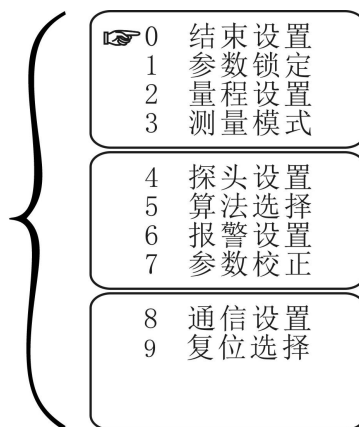 ☞0 结束设置
1 参数锁定
2 量程设置
3 测量模式
4 探头设置
5 算法选择
6 报警设置
7 参数校正
8 通信设置
9 复位选择